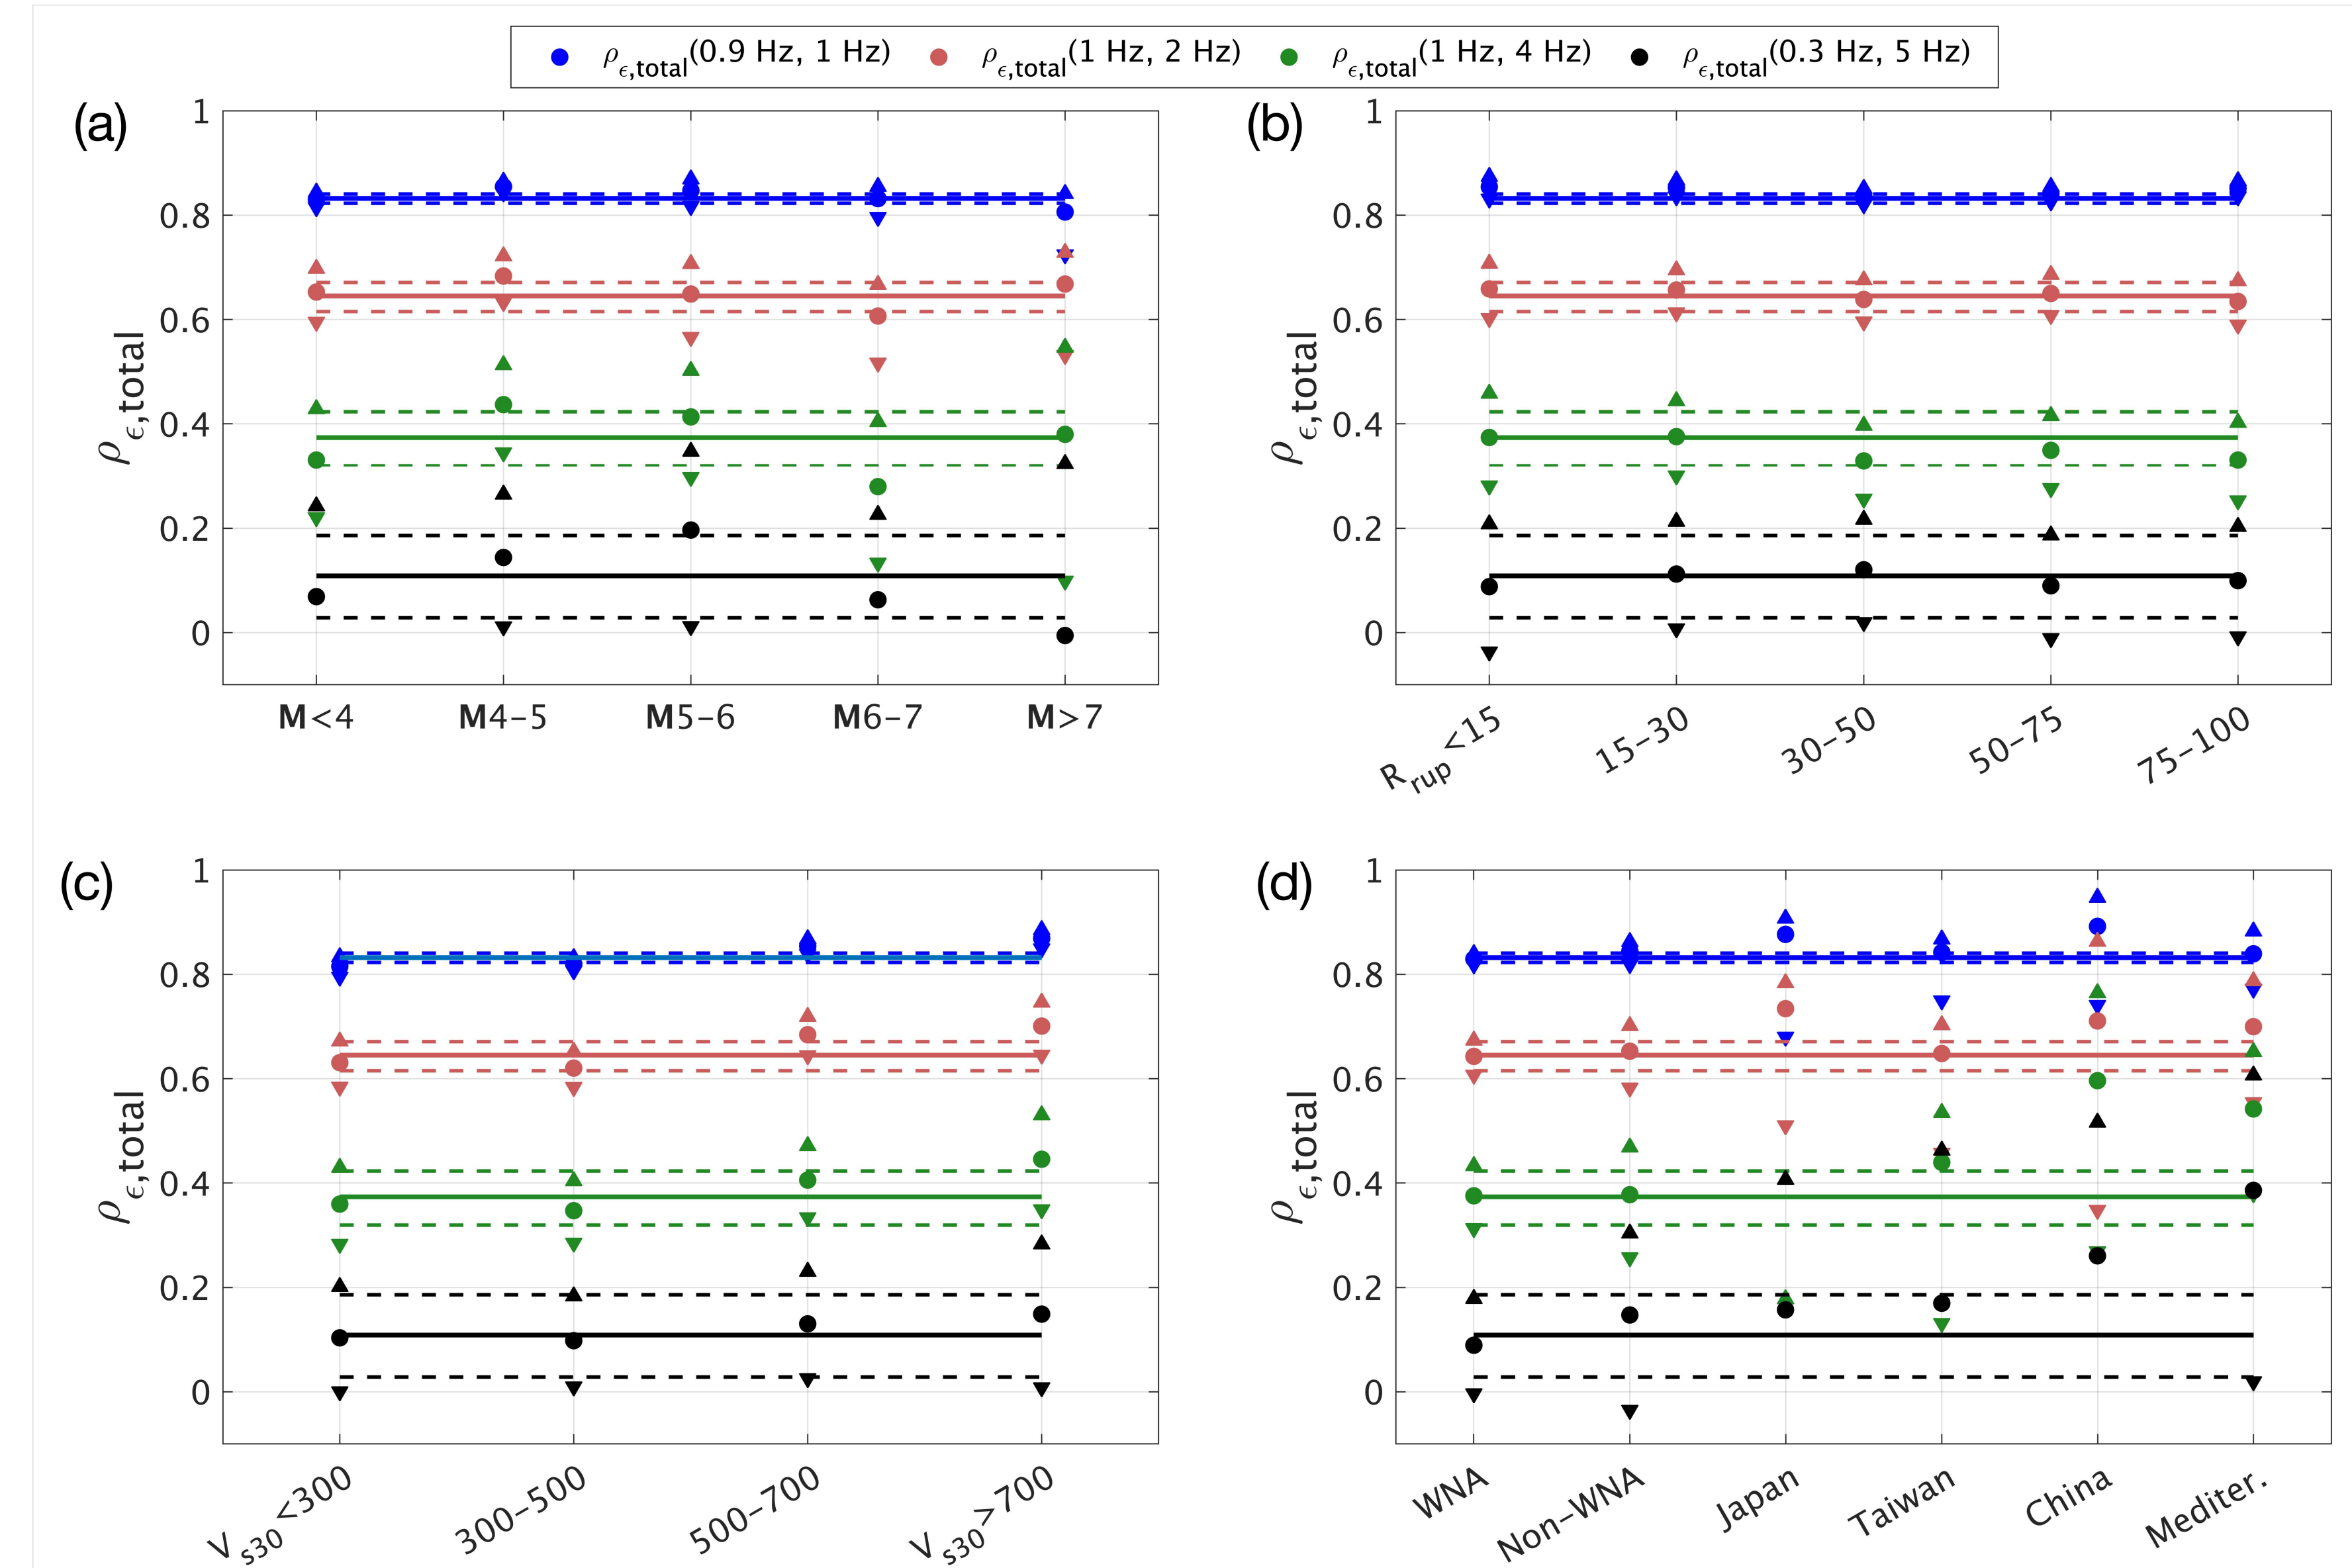 ρϵ,total(0.9 Hz, 1 Hz) ρϵ,total(1 Hz, 2 Hz) ρϵ,total(1 Hz, 4 Hz) ρϵ,total(0.3 Hz, 5 Hz)
(a)
1
0.8
0.6
0.4
0.2
0
ρϵ,total
M<4 M4–5 M5–6 M6–7 M>7
(b)
1
0.8
0.6
0.4
0.2
0
ρϵ,total
Rrup <15 15–30 30–50 50–75 75–100
(c)
1
0.8
0.6
0.4
0.2
0
ρϵ,total
Vs30 <300 300–500 500–700 Vs30>700
(d)
1
0.8
0.6
0.4
0.2
0
ρϵ,total
WNA Non–WNA Japan Taiwan China Mediter.